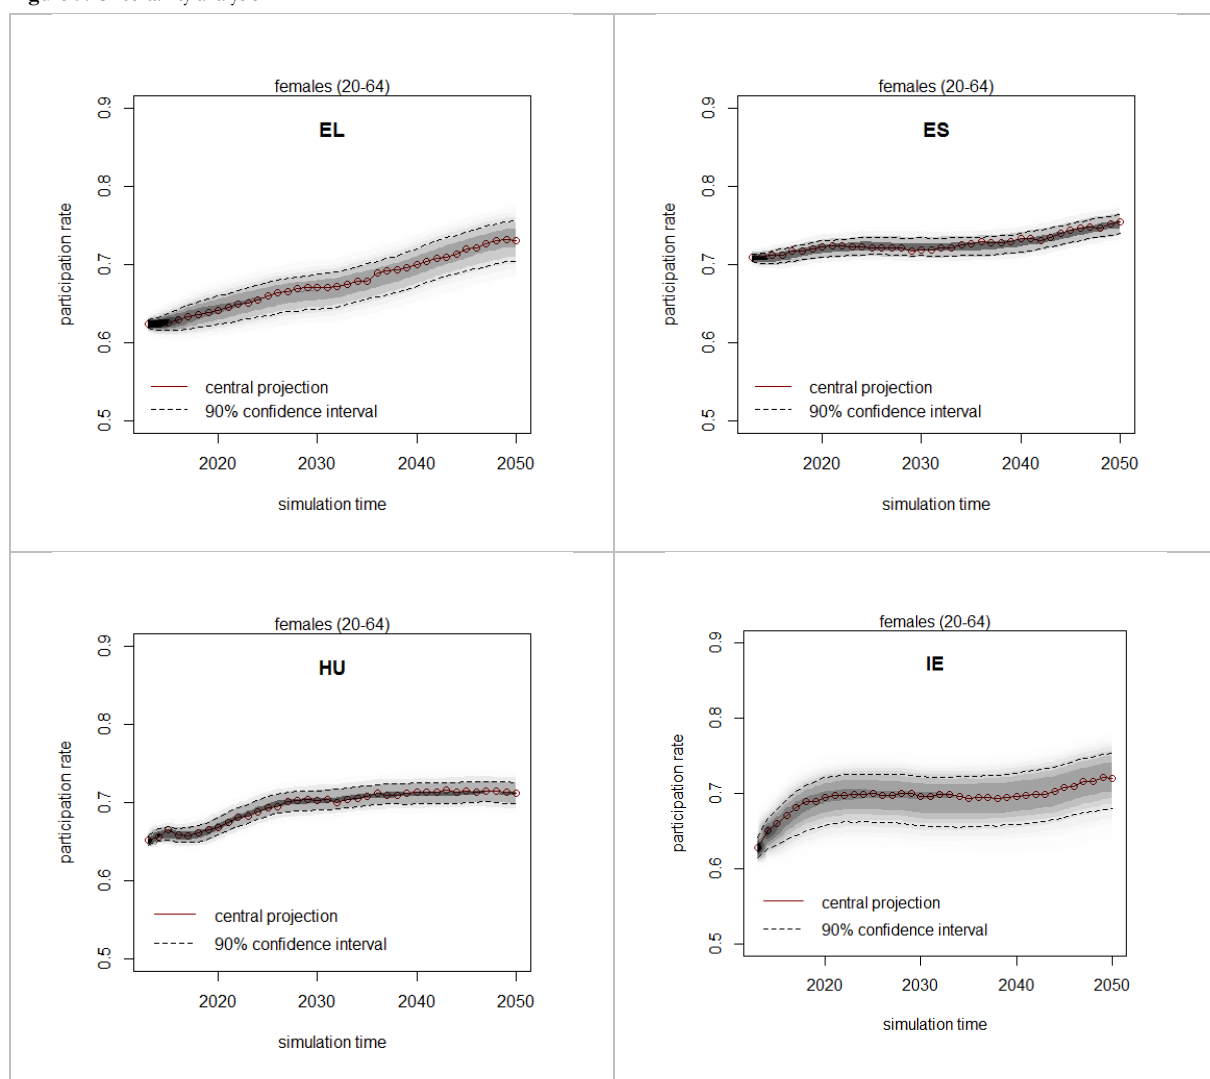 females (20-64)
EL
0.9
0.8
0.7
0.6
0.5
participation rate
central projection
90% confidence interval
2020 2030 2040 2050
simulation time
females (20-64)
ES
0.9
0.8
0.7
0.6
0.5
participation rate
central projection
90% confidence interval
2020 2030 2040 2050
simulation time
females (20-64)
HU
0.9
0.8
0.7
0.6
0.5
participation rate
central projection
90% confidence interval
2020 2030 2040 2050
simulation time
females (20-64)
IE
0.9
0.8
0.7
0.6
0.5
participation rate
central projection
90% confidence interval
2020 2030 2040 2050
simulation time